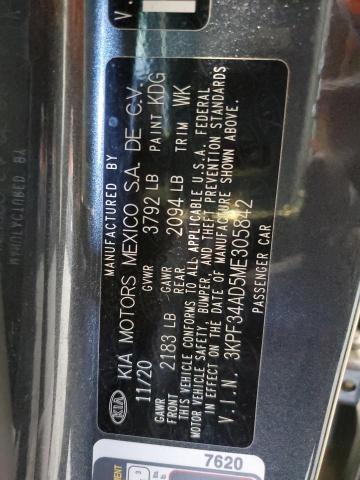 MANUFACTURED BY
KIA KIA MOTORS MEXICO S.A. DE C.V.
11/20 GVWR 3792 LB PAINT KDG
GAWR FRONT 2183 LB GAWR REAR 2094 LB TRIM WK
THIS VEHICLE CONFORMS TO ALL APPLICABLE U.S.A. FEDERAL
MOTOR VEHICLE SAFETY, BUMPER, AND THEFT PREVENTION STANDARDS
IN EFFECT ON THE DATE OF MANUFACTURE SHOWN ABOVE.
V.I.N. 3KPF34AD5ME305842
PASSENGER CAR
7620